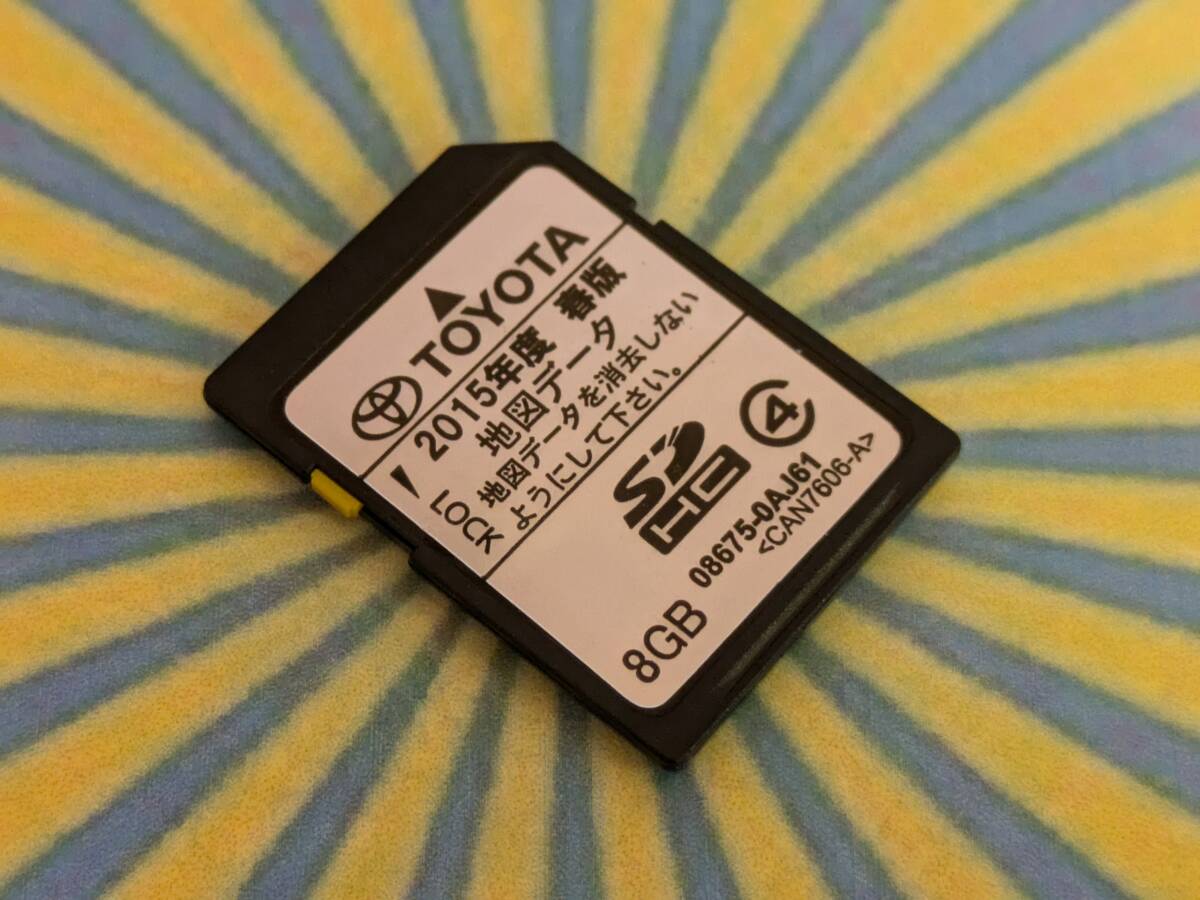 TOYOTA
2015年度 春版
地図データ
地図データを消去しない
ようにして下さい。
LOCK
SD
HC
4
8GB
08675-0AJ61
<CAN7606-A>